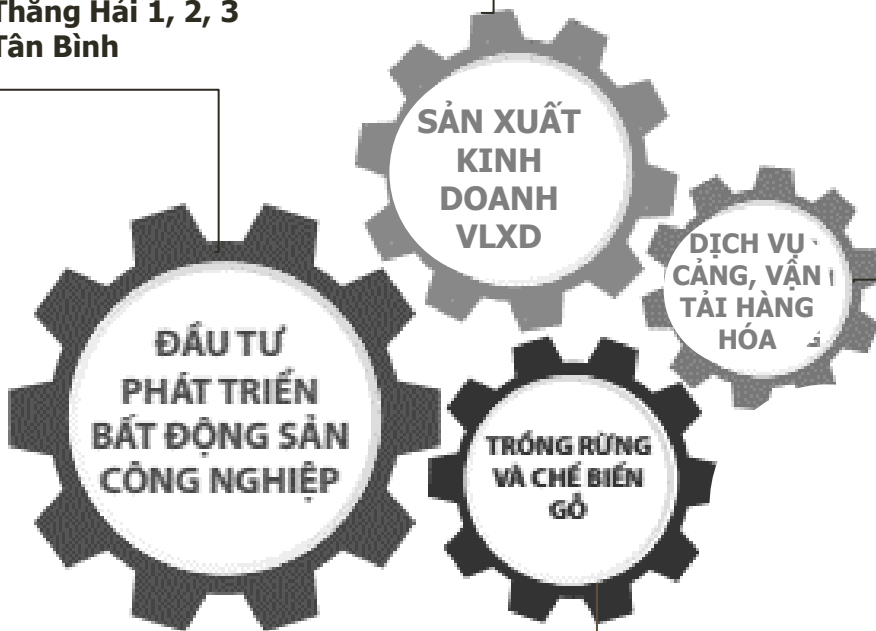 Thắng Hải 1, 2, 3
Tân Bình
SẢN XUẤT
KINH
DOANH
VLXD
DỊCH VỤ
CẢNG, VẬN
TẢI HÀNG
HÓA
ĐẦU TƯ
PHÁT TRIỂN
BẤT ĐỘNG SẢN
CÔNG NGHIỆP
TRỒNG RỪNG
VÀ CHẾ BIẾN
GỖ